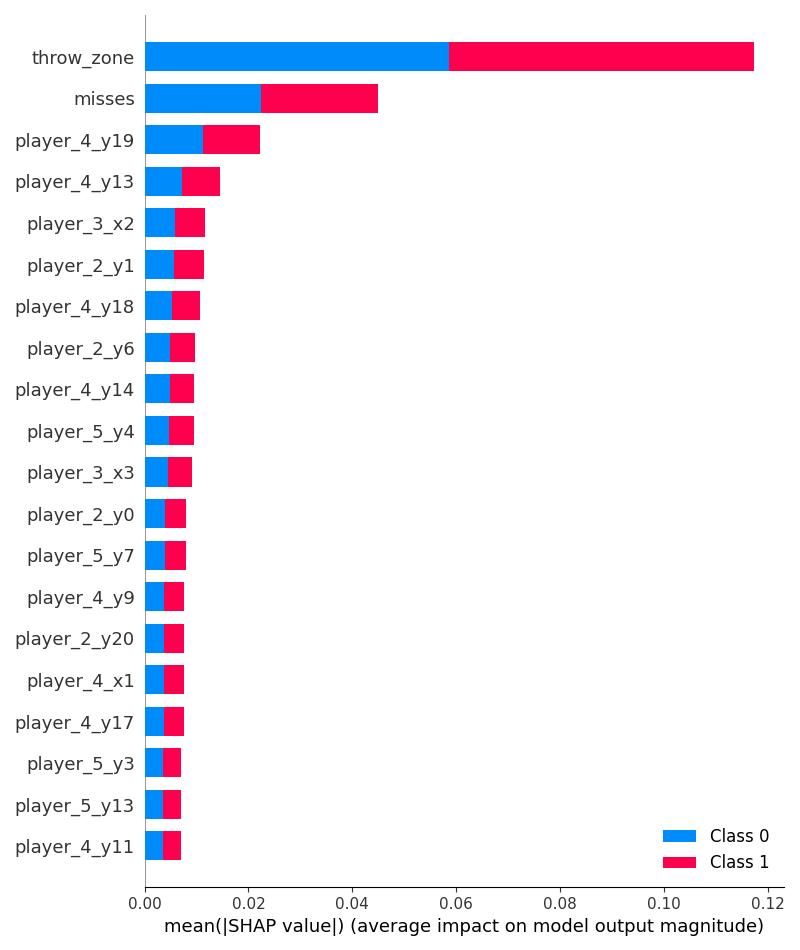 throw_zone
misses
player_4_y19
player_4_y13
player_3_x2
player_2_y1
player_4_y18
player_2_y6
player_4_y14
player_5_y4
player_3_x3
player_2_y0
player_5_y7
player_4_y9
player_2_y20
player_4_x1
player_4_y17
player_5_y3
player_5_y13
player_4_y11
Class 0
Class 1
0.00 0.02 0.04 0.06 0.08 0.10 0.12
mean(|SHAP value|) (average impact on model output magnitude)